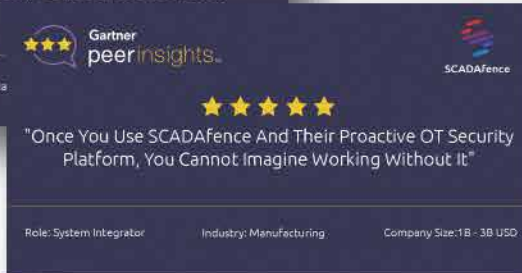 Gartner
peerinsights™
SCADAfence
"Once You Use SCADAfence And Their Proactive OT Security
Platform, You Cannot Imagine Working Without It"
Role: System Integrator Industry: Manufacturing Company Size:1B - 3B USD